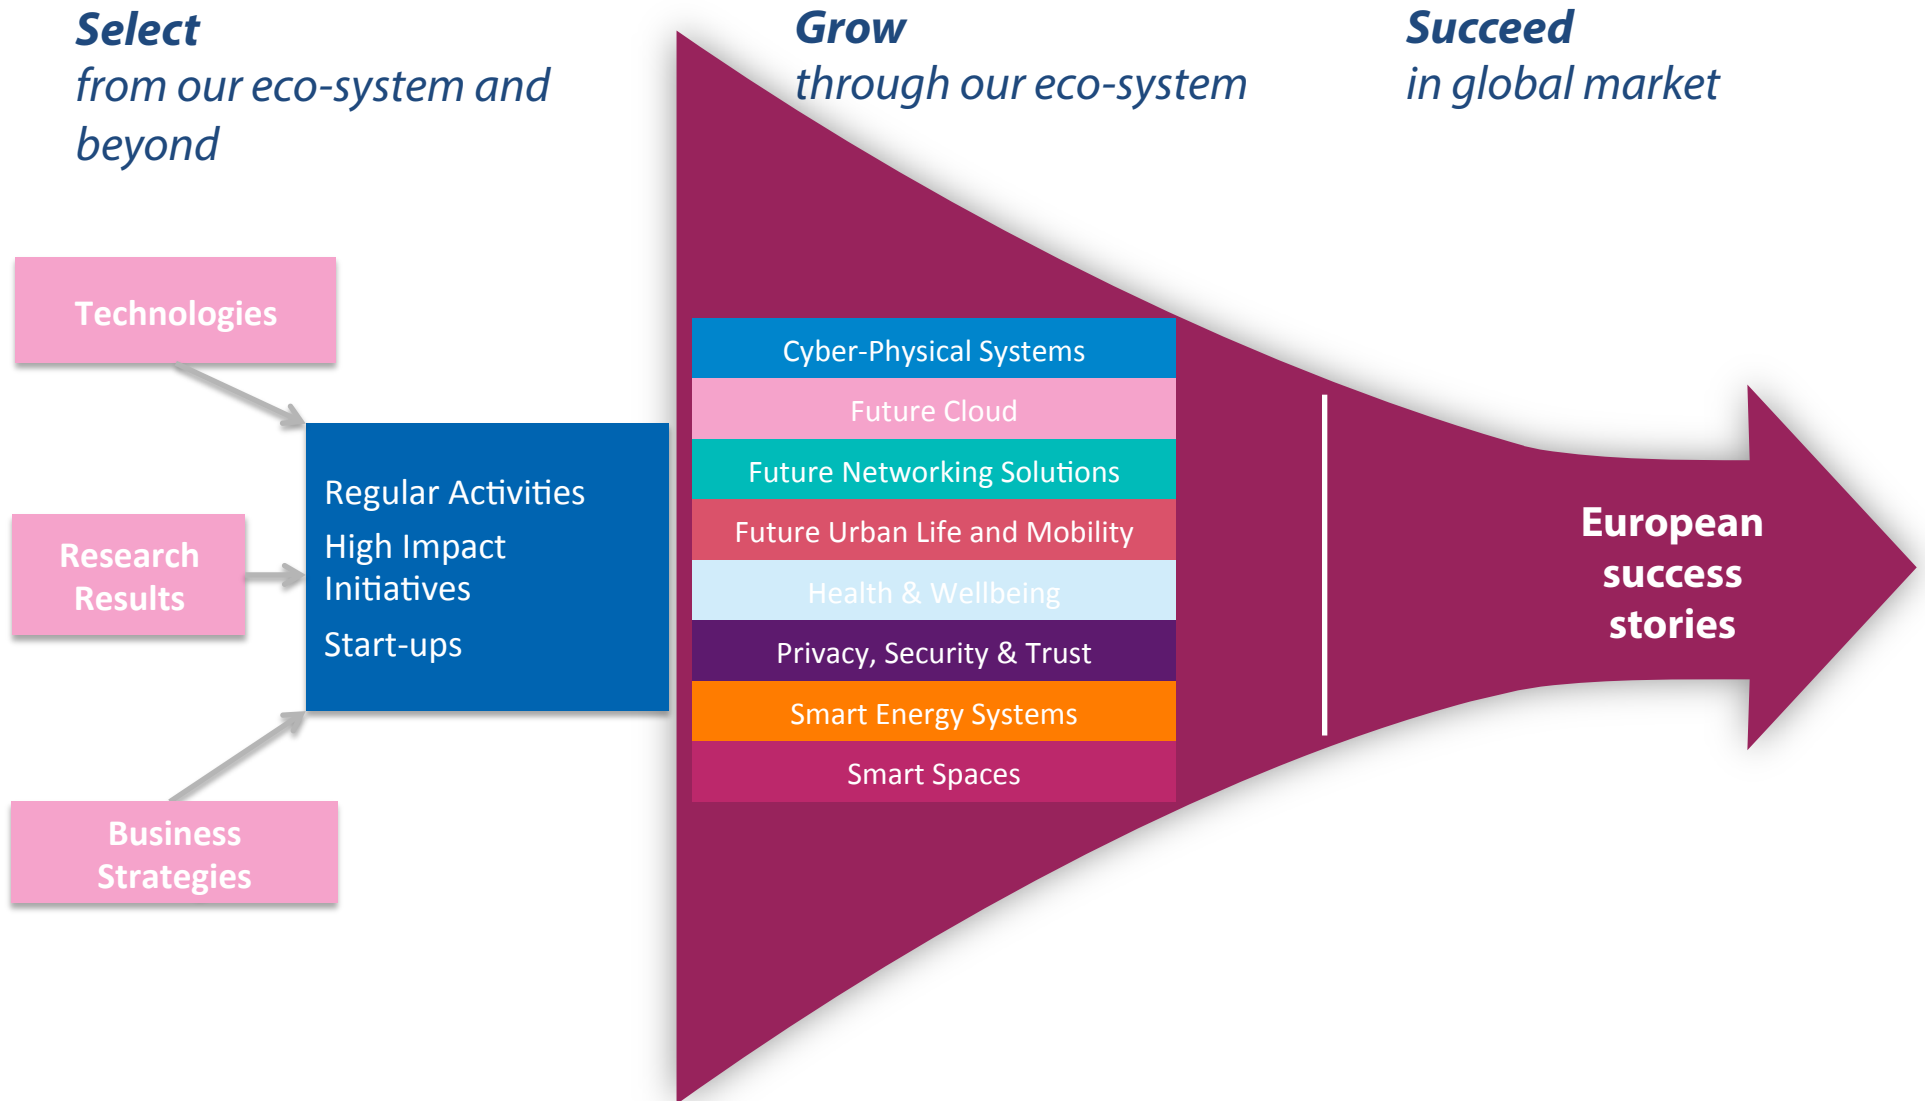 Select
from our eco-system and
beyond
Grow
through our eco-system
Succeed
in global market
Technologies
Research
Results
Business
Strategies
Regular Activities
High Impact
Initiatives
Start-ups
Cyber-Physical Systems
Future Cloud
Future Networking Solutions
Future Urban Life and Mobility
Health & Wellbeing
Privacy, Security & Trust
Smart Energy Systems
Smart Spaces
European
success
stories